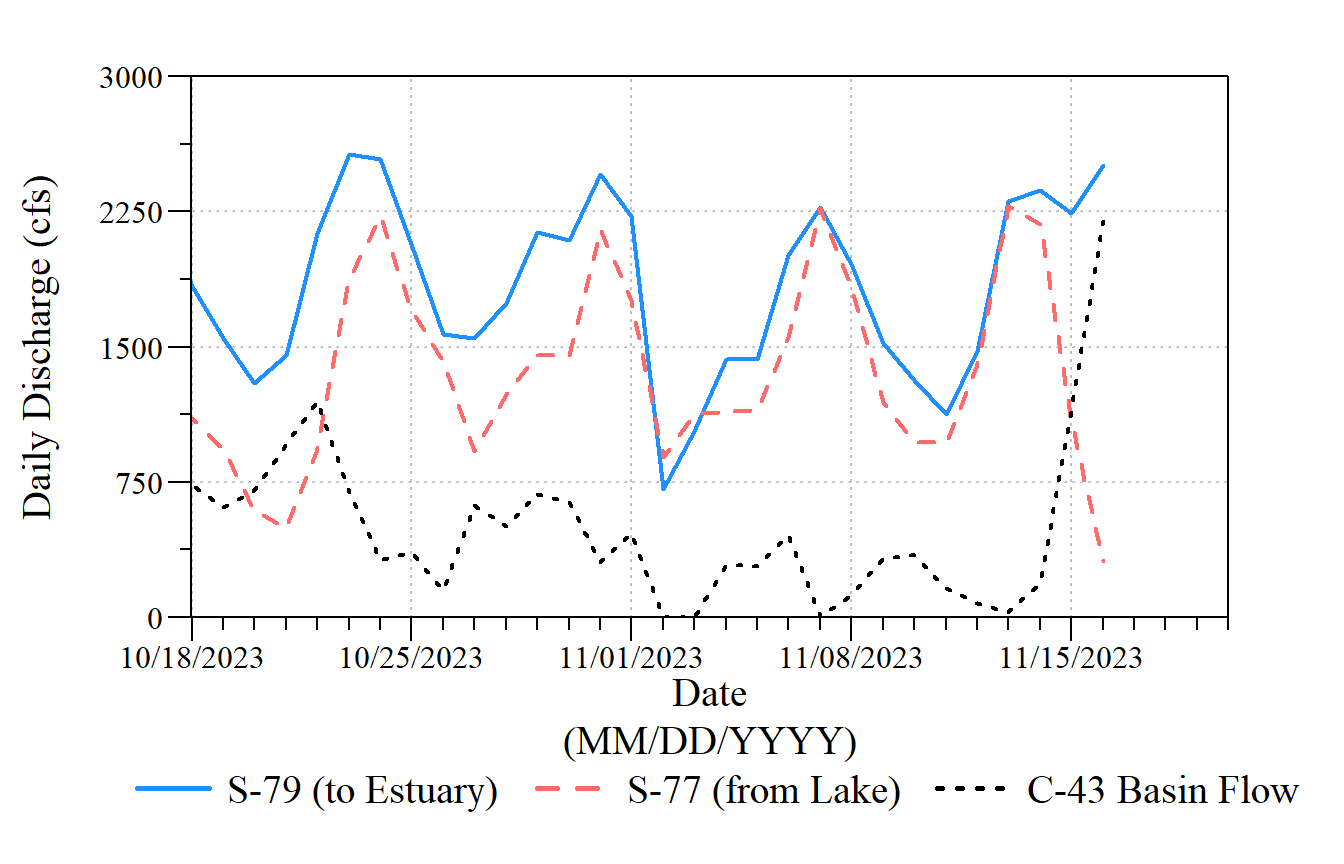 3000
2250
1500
750
0
Daily Discharge (cfs)
10/18/2023 10/25/2023 11/01/2023 11/08/2023 11/15/2023
Date
(MM/DD/YYYY)
S-79 (to Estuary) S-77 (from Lake) C-43 Basin Flow